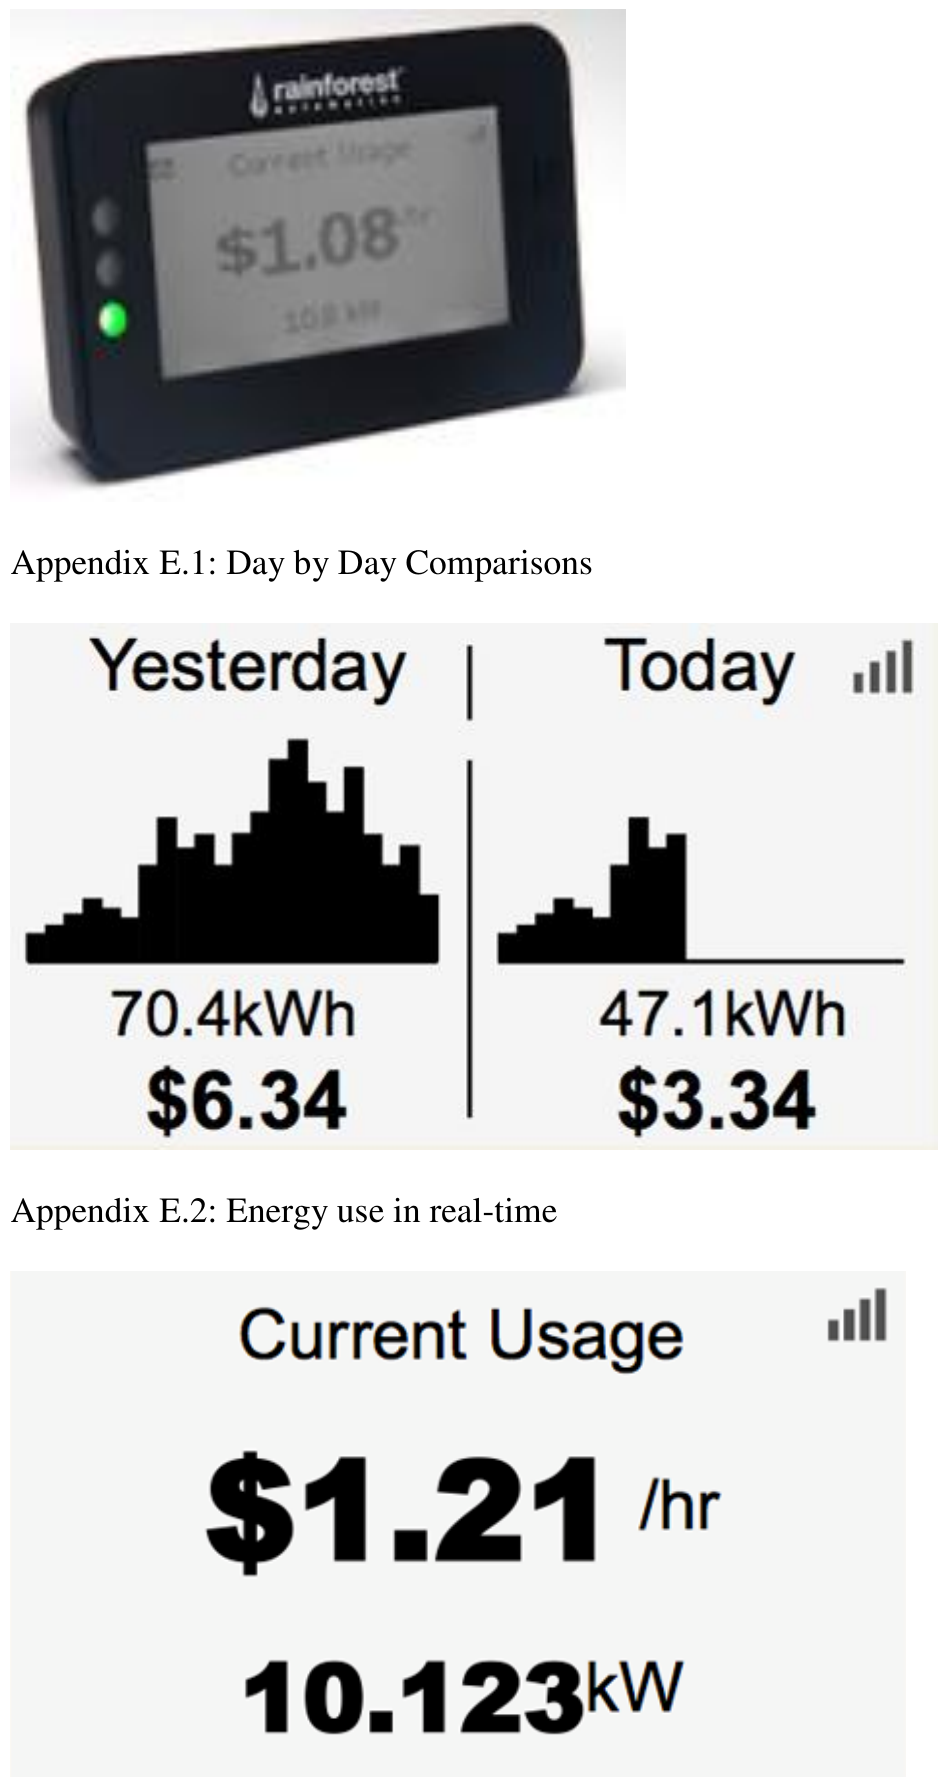 rainforest
AUTOMATION
Current Usage
$1.08 /hr
10.8 kW
Appendix E.1: Day by Day Comparisons
Yesterday Today
70.4kWh 47.1kWh
$6.34 $3.34
Appendix E.2: Energy use in real-time
Current Usage
$1.21 /hr
10.123kW